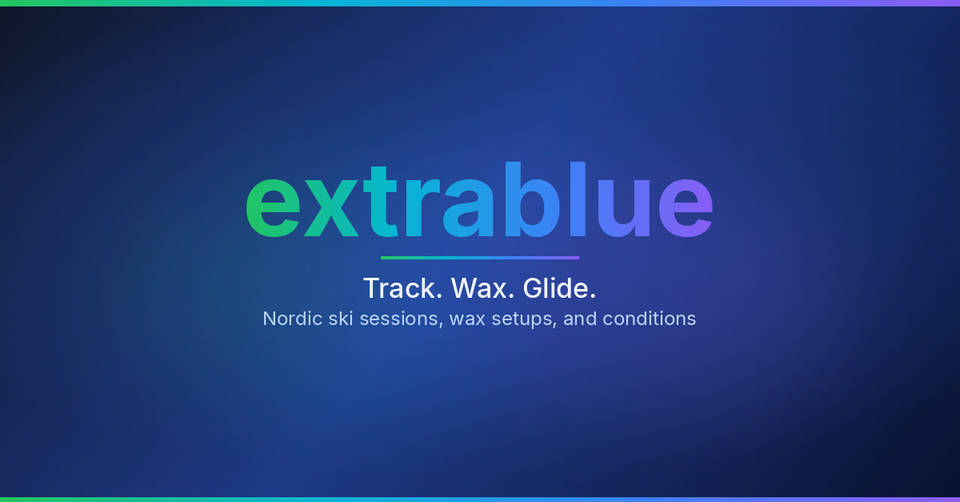 extrablue
Track. Wax. Glide.
Nordic ski sessions, wax setups, and conditions